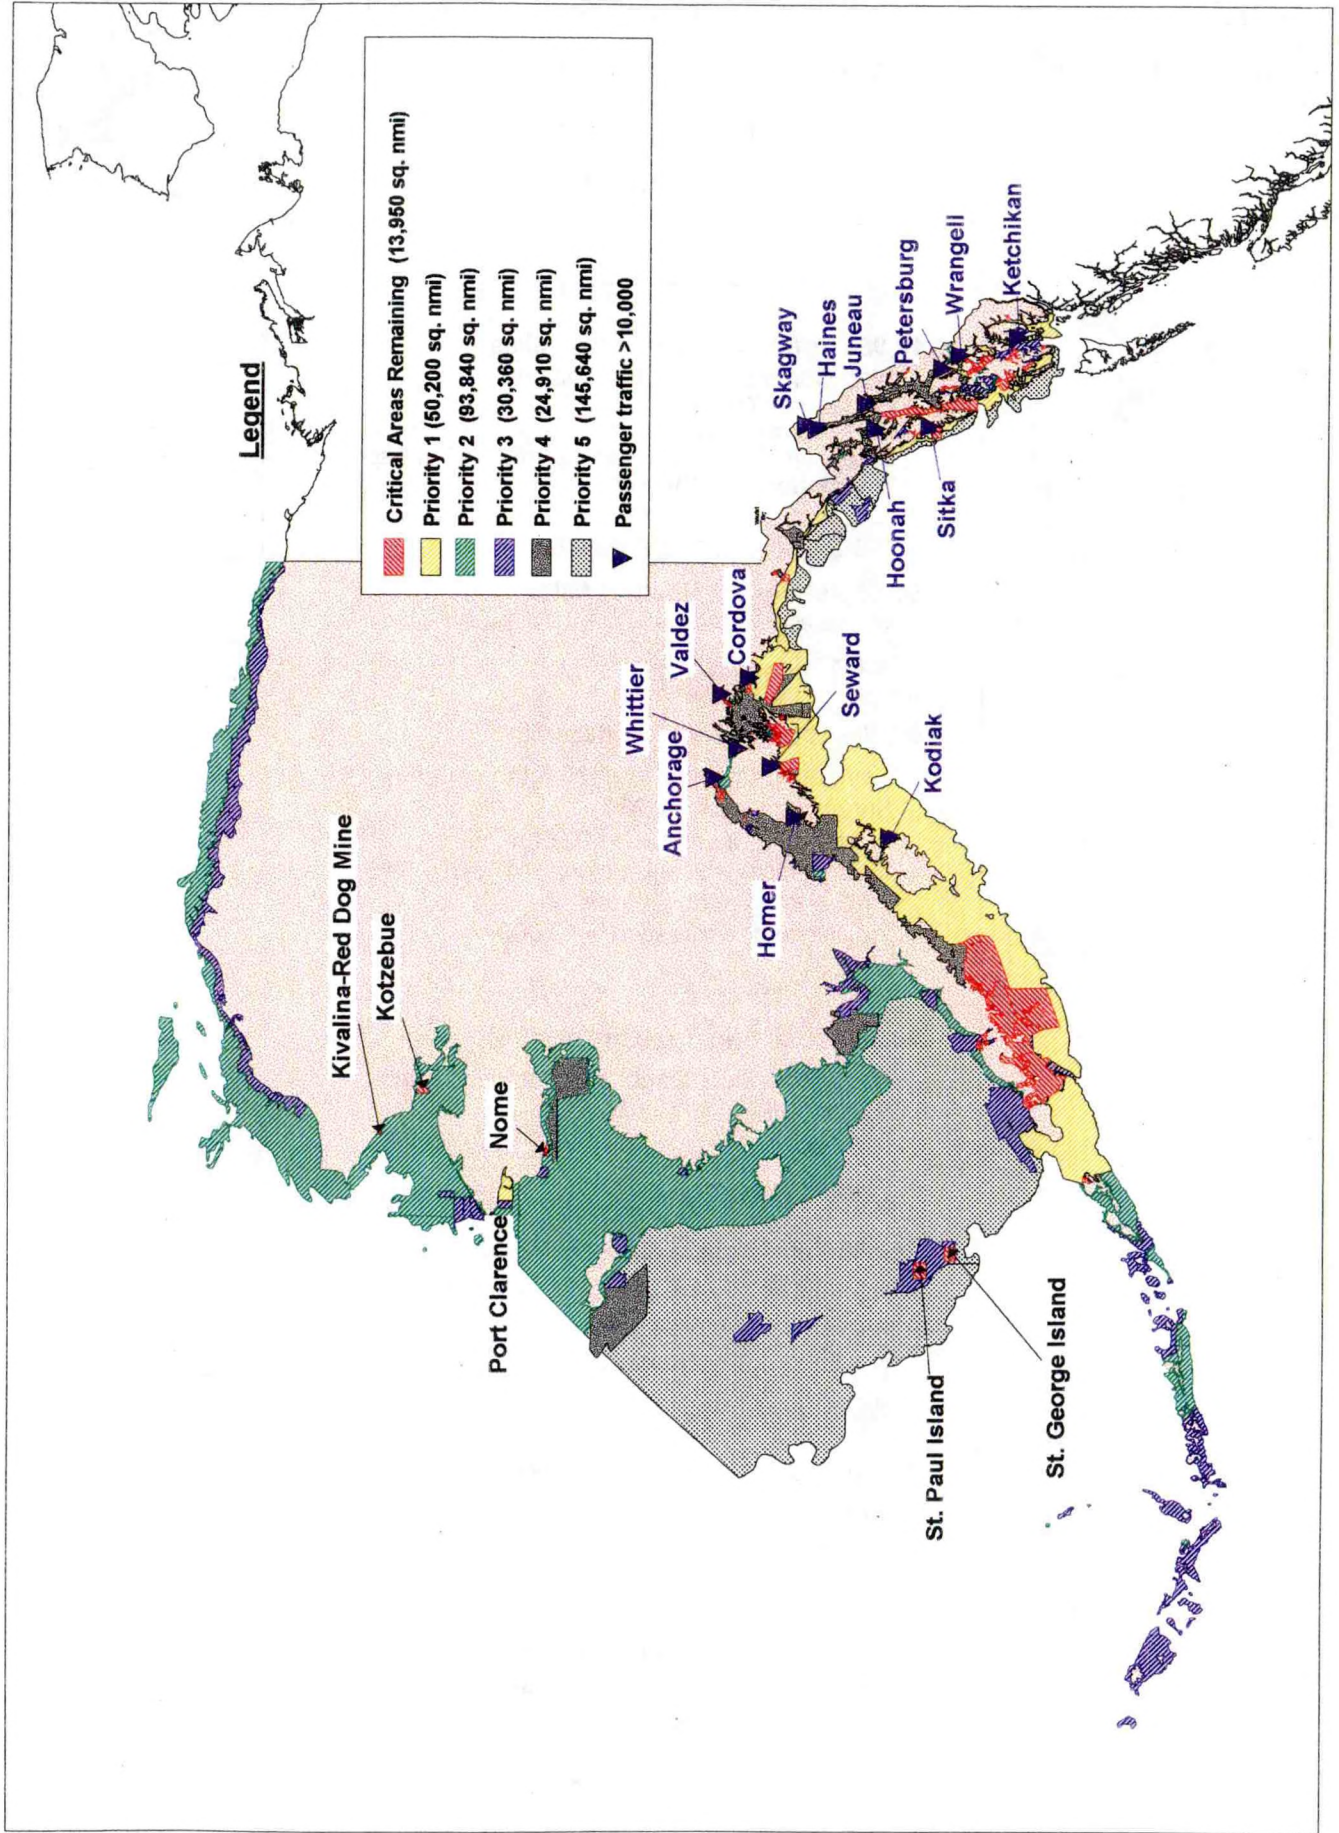 Legend
Critical Areas Remaining (13,950 sq. nmi)
Priority 1 (50,200 sq. nmi)
Priority 2 (93,840 sq. nmi)
Priority 3 (30,360 sq. nmi)
Priority 4 (24,910 sq. nmi)
Priority 5 (145,640 sq. nmi)
Passenger traffic >10,000
Kivalina-Red Dog Mine
Kotzebue
Nome
Port Clarence
Anchorage
Whittier
Valdez
Cordova
Homer
Seward
Kodiak
Skagway
Haines
Juneau
Petersburg
Wrangell
Ketchikan
Hoonah
Sitka
St. Paul Island
St. George Island